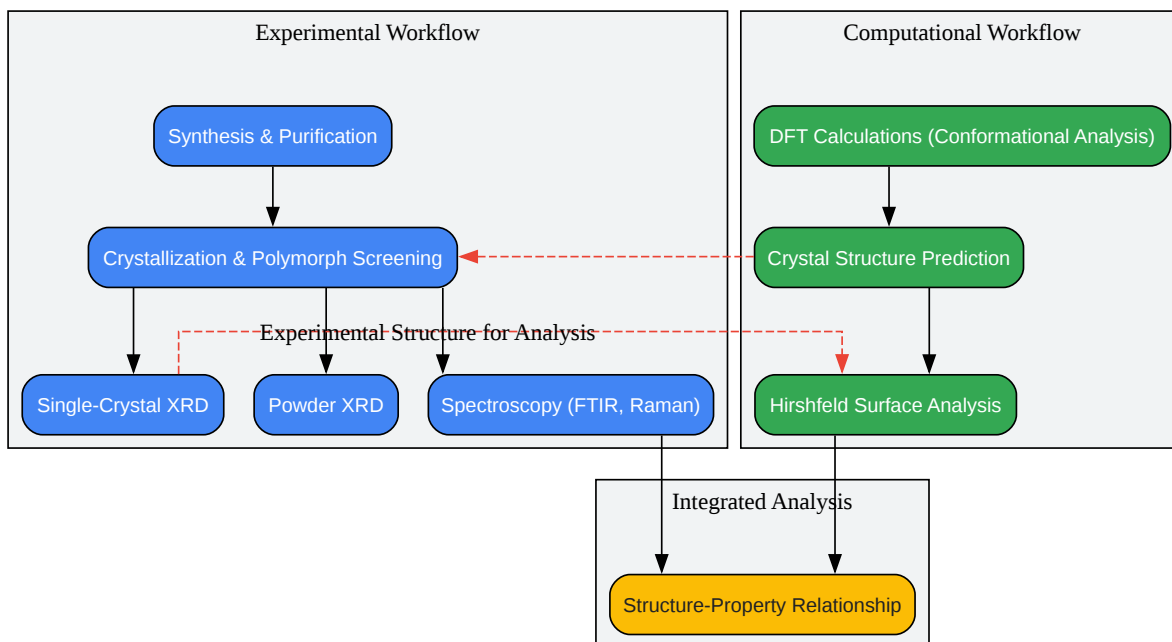 Experimental Workflow
Computational Workflow
Synthesis & Purification
DFT Calculations (Conformational Analysis)
Crystallization & Polymorph Screening
Crystal Structure Prediction
Experimental Structure for Analysis
Single-Crystal XRD
Powder XRD
Spectroscopy (FTIR, Raman)
Hirshfeld Surface Analysis
Integrated Analysis
Structure-Property Relationship